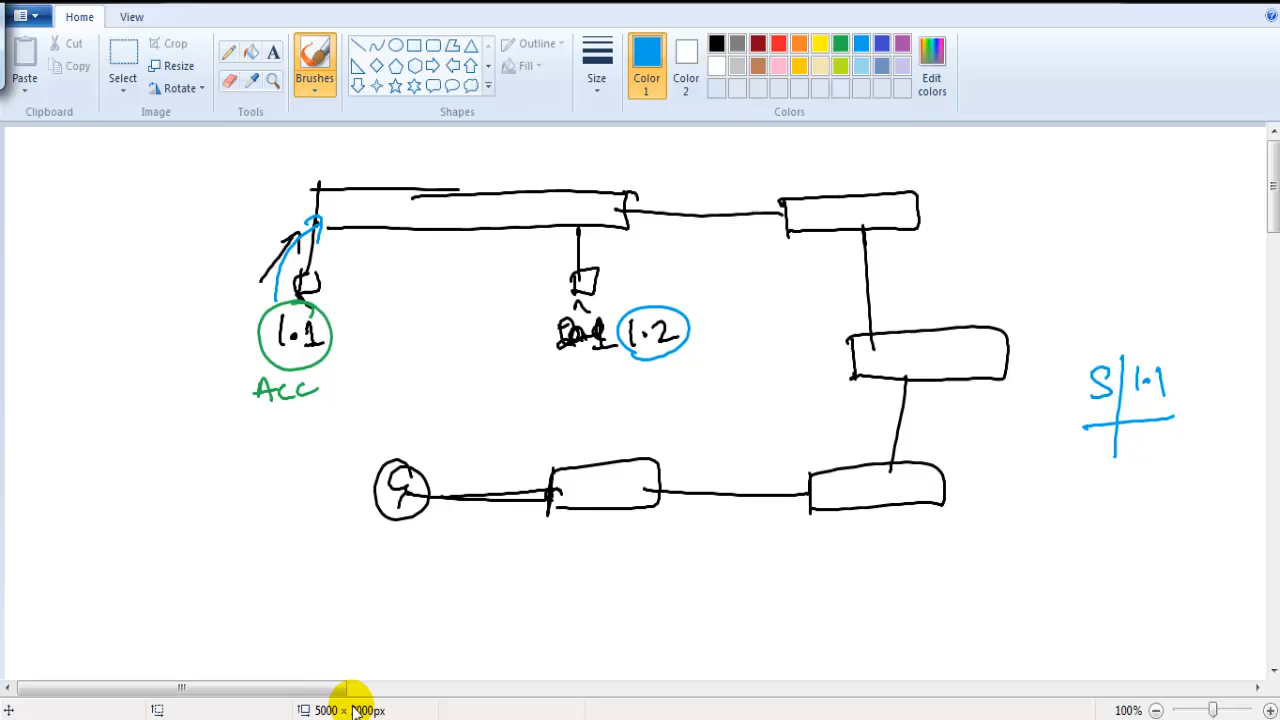 Home
View
Cut
Copy
Paste
Crop
Resize
Rotate
Select
A
Brushes
Outline
Fill
Size
Color 1
Color 2
Edit colors
Clipboard
Image
Tools
Shapes
Colors
1.1
1.2
ACC
S 1.1
5000 ×
100%